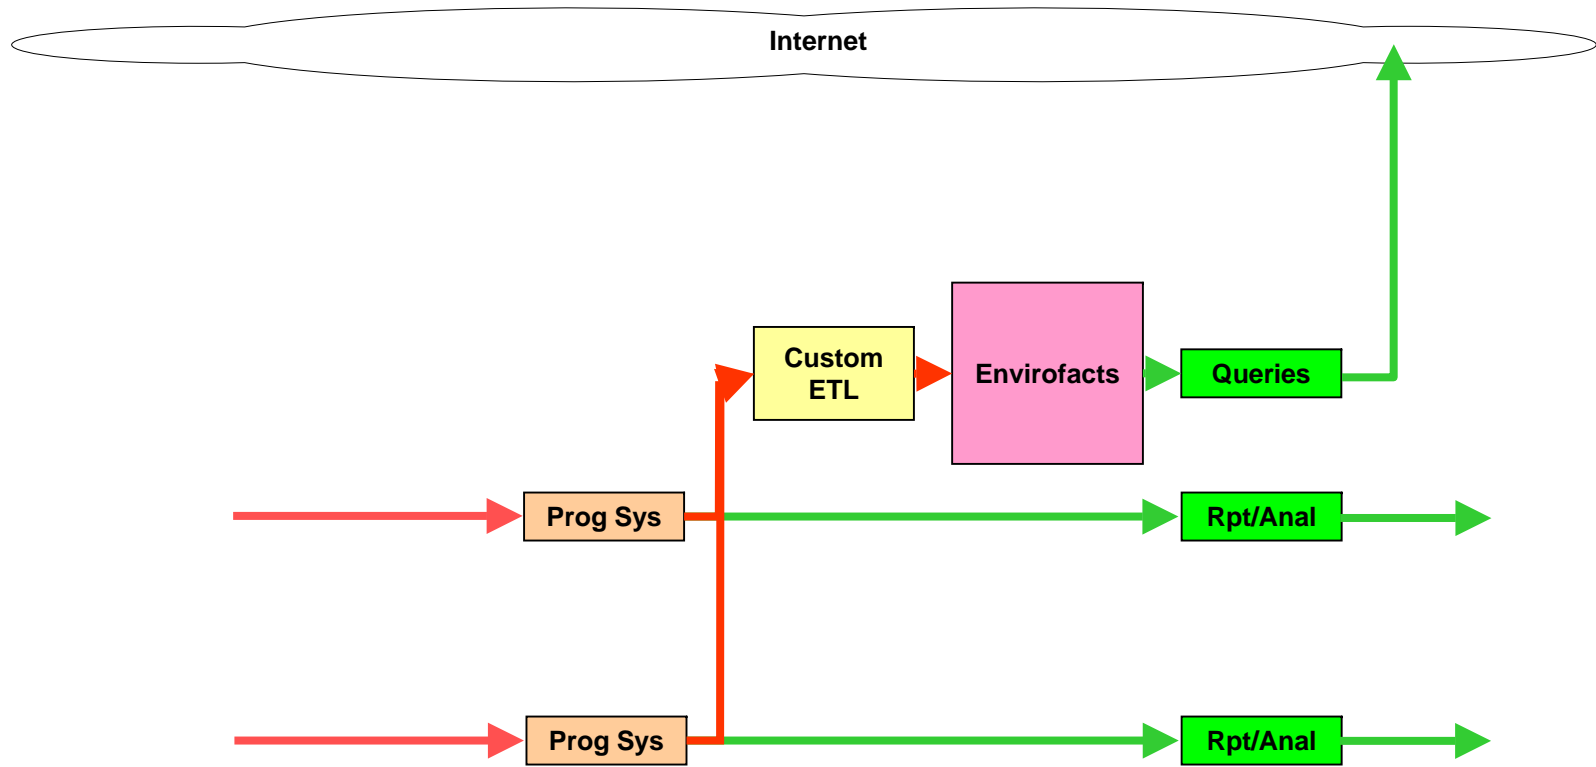 Internet
Custom
ETL
Envirofacts
Queries
Prog Sys
Rpt/Anal
Prog Sys
Rpt/Anal